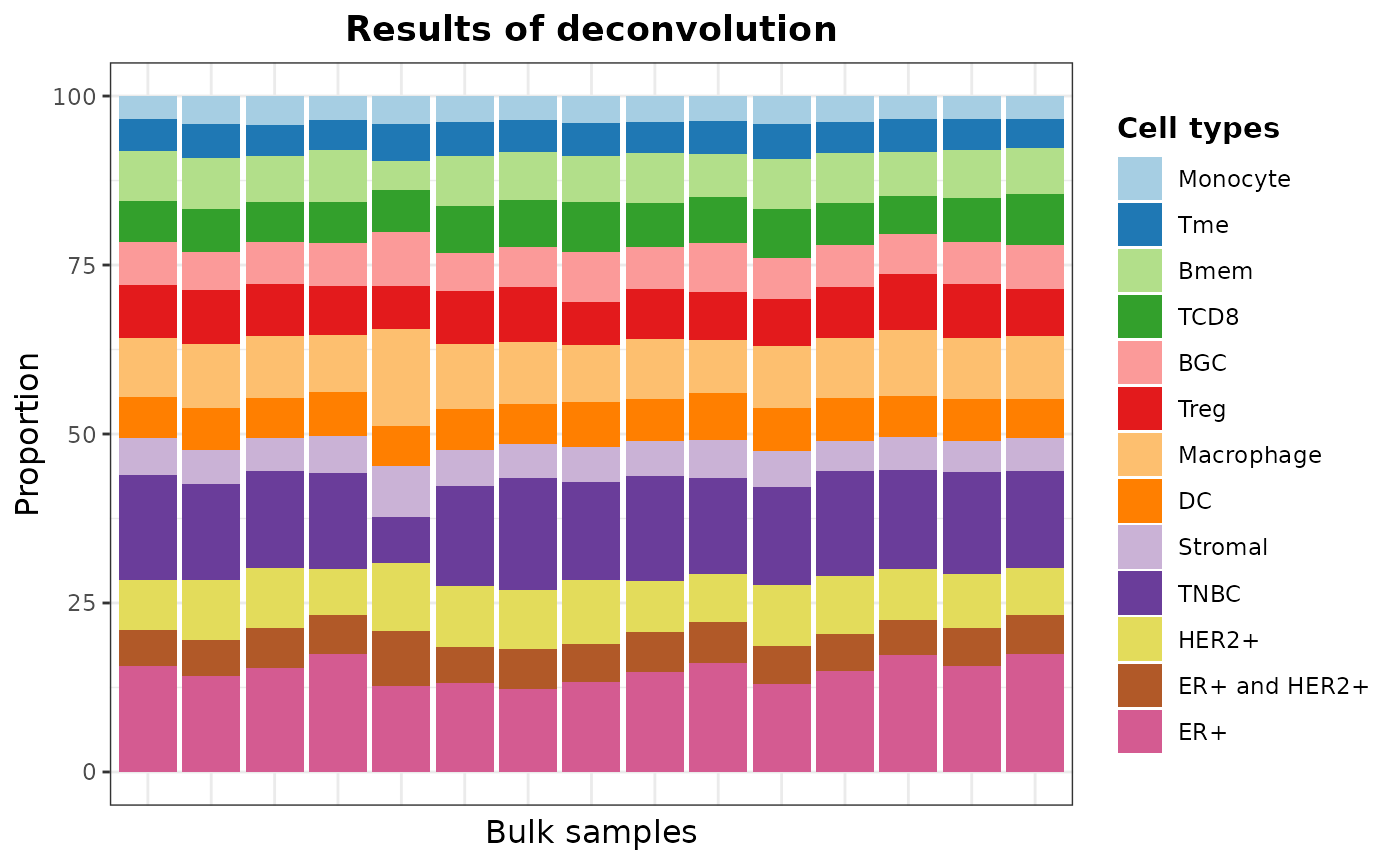 Results of deconvolution
100
75
50
25
0
Proportion
Bulk samples
Cell types
Monocyte
Tme
Bmem
TCD8
BGC
Treg
Macrophage
DC
Stromal
TNBC
HER2+
ER+ and HER2+
ER+